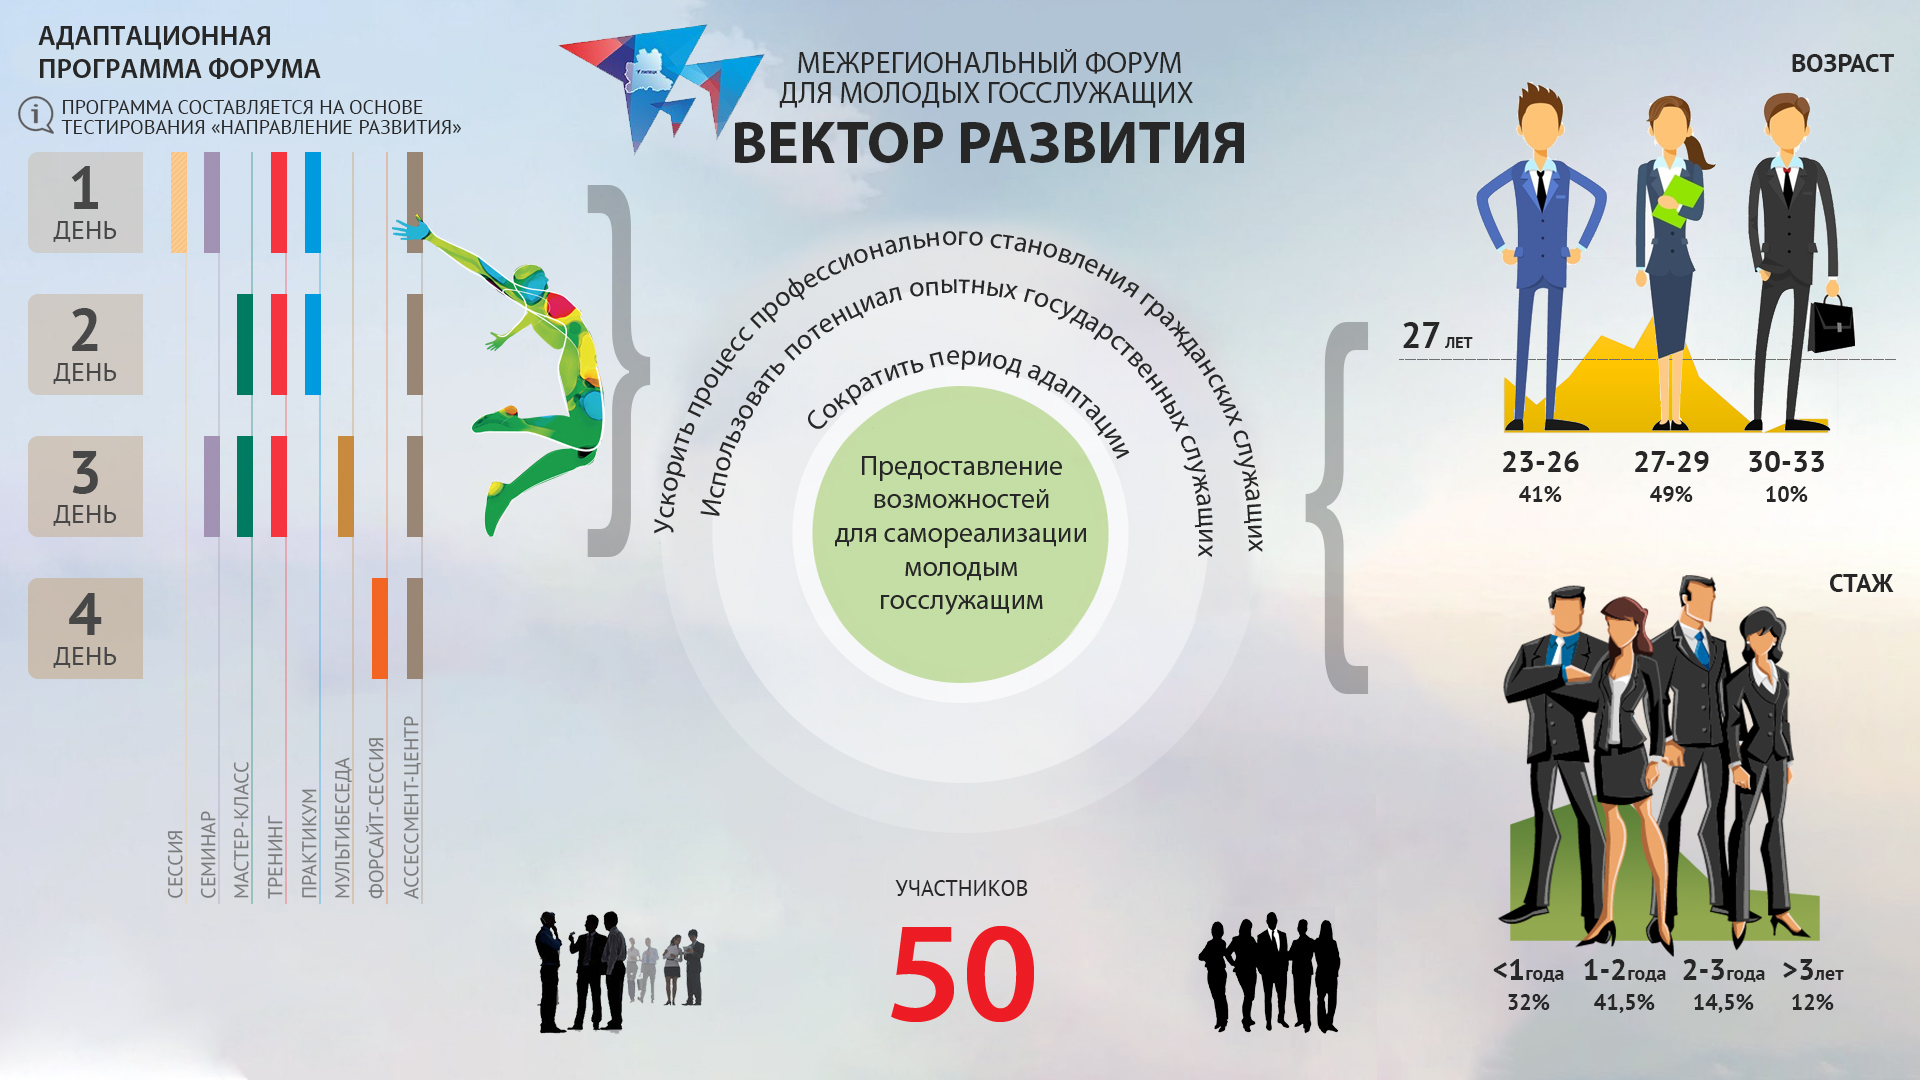 АДАПТАЦИОННАЯ
ПРОГРАММА ФОРУМА
ПРОГРАММА СОСТАВЛЯЕТСЯ НА ОСНОВЕ
ТЕСТИРОВАНИЯ «НАПРАВЛЕНИЕ РАЗВИТИЯ»
1
ДЕНЬ
2
ДЕНЬ
3
ДЕНЬ
4
ДЕНЬ
СЕССИЯ
СЕМИНАР
МАСТЕР-КЛАСС
ТРЕНИНГ
ПРАКТИКУМ
МУЛЬТИБЕСЕДА
ФОРСАЙТ-СЕССИЯ
АССЕССМЕНТ-ЦЕНТР
МЕЖРЕГИОНАЛЬНЫЙ ФОРУМ
ДЛЯ МОЛОДЫХ ГОССЛУЖАЩИХ
ВЕКТОР РАЗВИТИЯ
Ускорить процесс профессионального становления гражданских служащих
Использовать потенциал опытных государственных служащих
Сократить период адаптации
Предоставление
возможностей
для самореализации
молодым
госслужащим
УЧАСТНИКОВ
50
ВОЗРАСТ
27 ЛЕТ
23-26 27-29 30-33
41% 49% 10%
СТАЖ
<1года 1-2года 2-3года >3лет
32% 41,5% 14,5% 12%